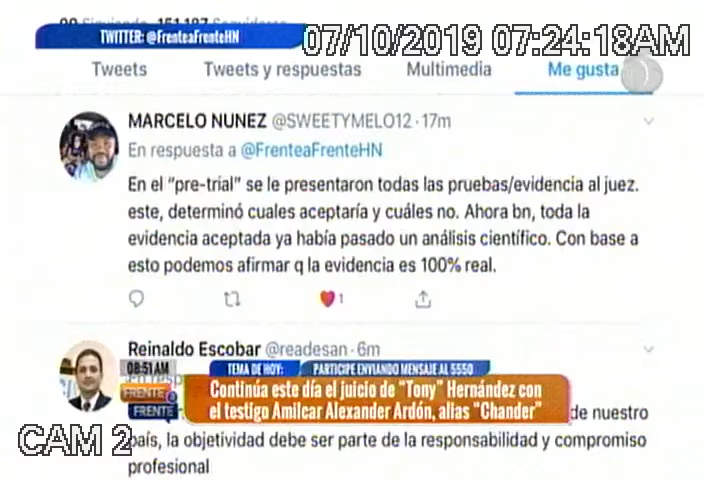 151,187
TWITTER: @FrenteaFrenteHN
07/10/2019 07:24:18AM
Tweets
Tweets y respuestas
Multimedia
Me gusta
MARCELO NUNEZ @SWEETYMELO12 · 17m
En respuesta a @FrenteaFrenteHN
En el “pre-trial” se le presentaron todas las pruebas/evidencia al juez.
este, determinó cuales aceptaría y cuáles no. Ahora bn, toda la
evidencia aceptada ya había pasado un análisis científico. Con base a
esto podemos afirmar q la evidencia es 100% real.
1
Reinaldo Escobar @readesan · 6m
08:51AM
TEMA DE HOY:
PARTICIPE ENVIANDO MENSAJE AL 5550
En resp
FRENTE a
FRENTE
Continúa este día el juicio de "Tony" Hernández con
el testigo Amilcar Alexander Ardón, alias "Chander"
de nuestro
CAM 2
país, la objetividad debe ser parte de la responsabilidad y compromiso
profesional